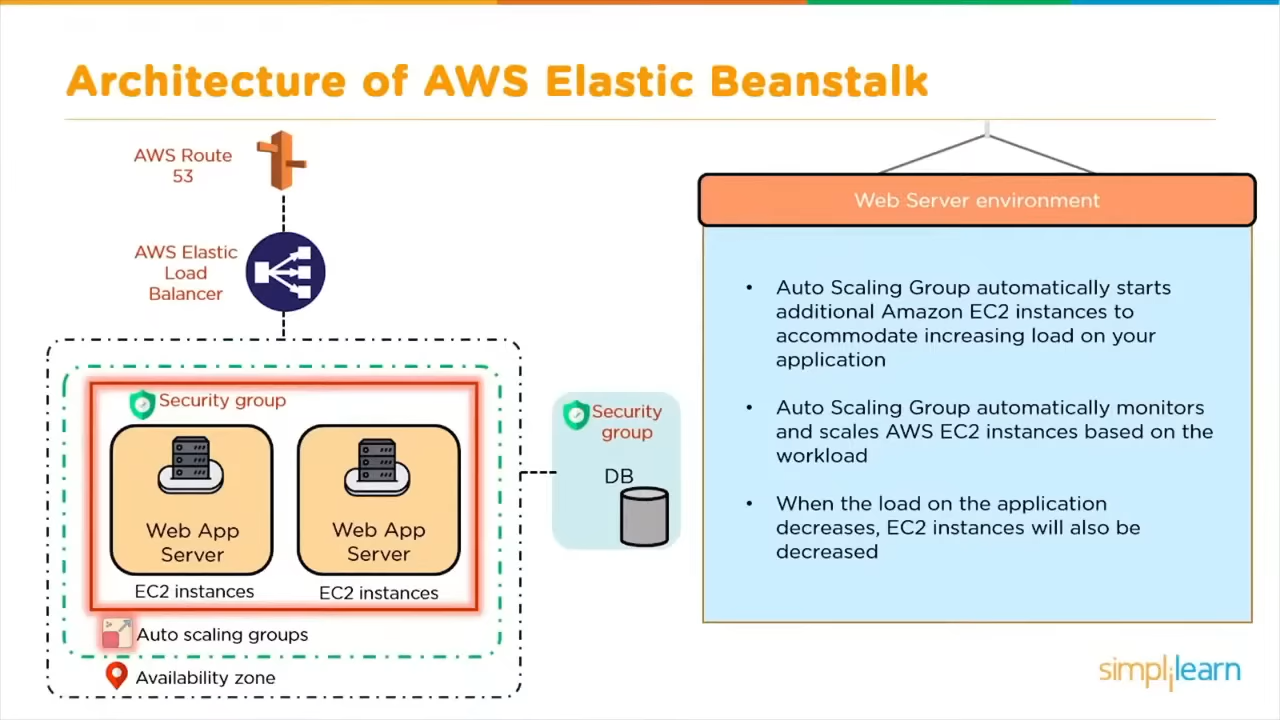 Architecture of AWS Elastic Beanstalk
AWS Route
53
AWS Elastic
Load
Balancer
Security group
Web App
Server
EC2 instances
Web App
Server
EC2 instances
Auto scaling groups
Availability zone
Security
group
DB
Web Server environment
• Auto Scaling Group automatically starts
additional Amazon EC2 instances to
accommodate increasing load on your
application
• Auto Scaling Group automatically monitors
and scales AWS EC2 instances based on the
workload
• When the load on the application
decreases, EC2 instances will also be
decreased
simplilearn